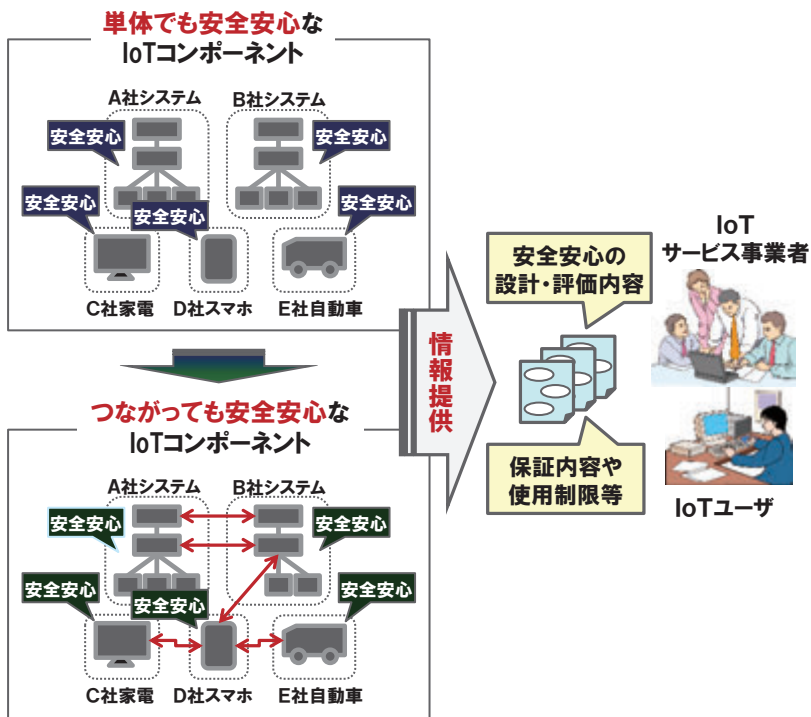 単体でも安全安心な
IoTコンポーネント
A社システム
B社システム
安全安心
安全安心
安全安心
安全安心
安全安心
C社家電
D社スマホ
E社自動車
つながっても安全安心な
IoTコンポーネント
A社システム
B社システム
安全安心
安全安心
安全安心
安全安心
安全安心
C社家電
D社スマホ
E社自動車
情報提供
安全安心の
設計・評価内容
保証内容や
使用制限等
IoT
サービス事業者
IoTユーザ